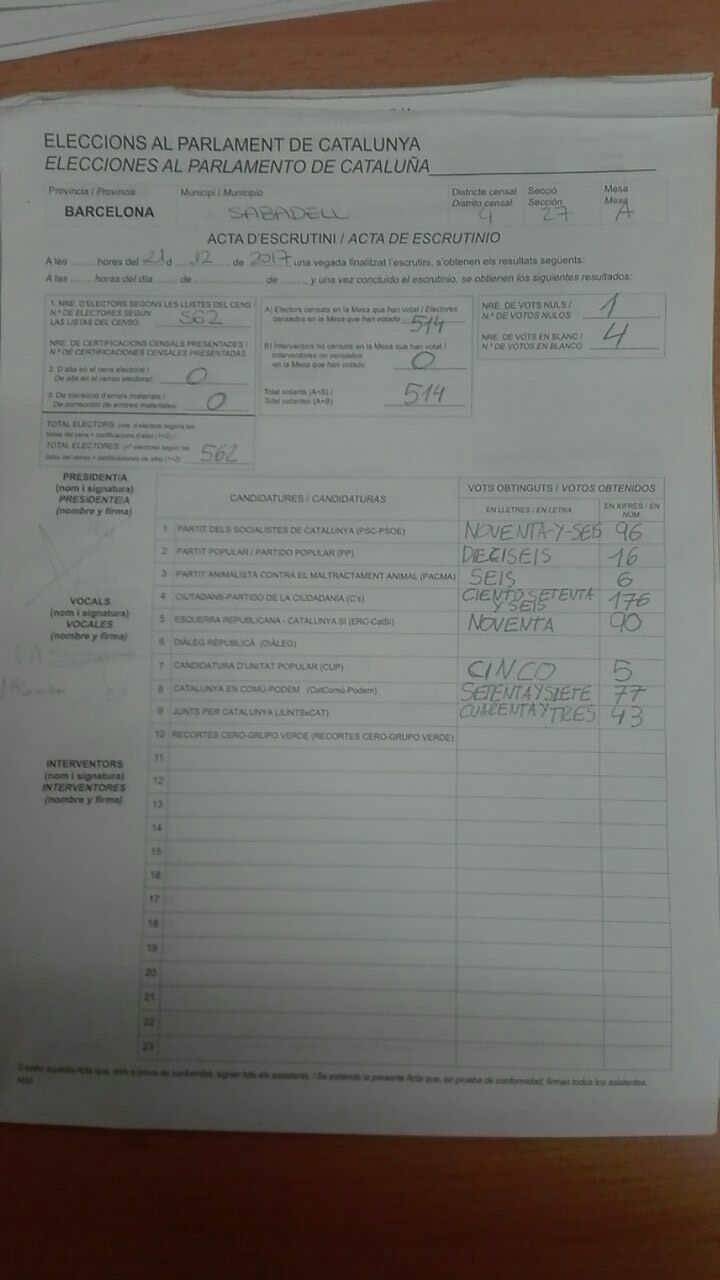 ELECCIONS AL PARLAMENT DE CATALUNYA
ELECCIONES AL PARLAMENTO DE CATALUÑA
Província / Provincia Municipi / Municipio Districte censal Secció Mesa
Distrito censal Sección Mesa
BARCELONA SABADELL 4 27 A
ACTA D'ESCRUTINI / ACTA DE ESCRUTINIO
A les ........ hores del 21 d ..... 12 ..... de 2017, una vegada finalitzat l'escrutini, s'obtenen els resultats següents:
A las ........ horas del día ........ de ........ de ........, y una vez concluido el escrutinio, se obtienen los siguientes resultados:
1. NRE. D'ELECTORS SEGONS LES LLISTES DEL CENS /
N.º DE ELECTORES SEGÚN
LAS LISTAS DEL CENSO 562
NRE. DE CERTIFICACIONS CENSALS PRESENTADES /
N.º DE CERTIFICACIONES CENSALES PRESENTADAS
2. D'alta en el cens electoral /
De alta en el censo electoral: 0
3. De correcció d'errors materials /
De corrección de errores materiales: 0
TOTAL ELECTORS: (nre. d'electors segons les
llistes del cens + certificacions d'alta) (1+2) /
TOTAL ELECTORES: (nº electores según las
listas del censo + certificaciones de alta) (1+2) 562
A) Electors censats en la Mesa que han votat / Electores
censados en la Mesa que han votado 514
B) Interventors no censats en la Mesa que han votat /
Interventores no censados
en la Mesa que han votado 0
Total votants (A+B) /
Total votantes (A+B) 514
NRE. DE VOTS NULS /
N.º DE VOTOS NULOS 1
NRE. DE VOTS EN BLANC /
N.º DE VOTOS EN BLANCO 4
PRESIDENT/A
(nom i signatura)
PRESIDENTE/A
(nombre y firma)
VOCALS
(nom i signatura)
VOCALES
(nombre y firma)
INTERVENTORS
(nom i signatura)
INTERVENTORES
(nombre y firma)
CANDIDATURES / CANDIDATURAS VOTS OBTINGUTS / VOTOS OBTENIDOS
EN LLETRES / EN LETRA EN XIFRES / EN NÚM.
1 PARTIT DELS SOCIALISTES DE CATALUNYA (PSC-PSOE) NOVENTA-Y-SEIS 96
2 PARTIT POPULAR / PARTIDO POPULAR (PP) DIECISEIS 16
3 PARTIT ANIMALISTA CONTRA EL MALTRACTAMENT ANIMAL (PACMA) SEIS 6
4 CIUTADANS-PARTIDO DE LA CIUDADANÍA (C's) CIENTO SETENTA Y SEIS 176
5 ESQUERRA REPUBLICANA - CATALUNYA SÍ (ERC-CatSí) NOVENTA 90
6 DIÀLEG REPUBLICÀ (DIÀLEG)
7 CANDIDATURA D'UNITAT POPULAR (CUP) CINCO 5
8 CATALUNYA EN COMÚ-PODEM (CatComú-Podem) SETENTA Y SIETE 77
9 JUNTS PER CATALUNYA (JUNTSxCAT) CUARENTA Y TRES 43
10 RECORTES CERO-GRUPO VERDE (RECORTES CERO-GRUPO VERDE)
11
12
13
14
15
16
17
18
19
20
21
22
23
Estén aquesta Acta que, com a prova de conformitat, signen tots els assistents. / Se extiende la presente Acta que, en prueba de conformidad, firman todos los asistentes.